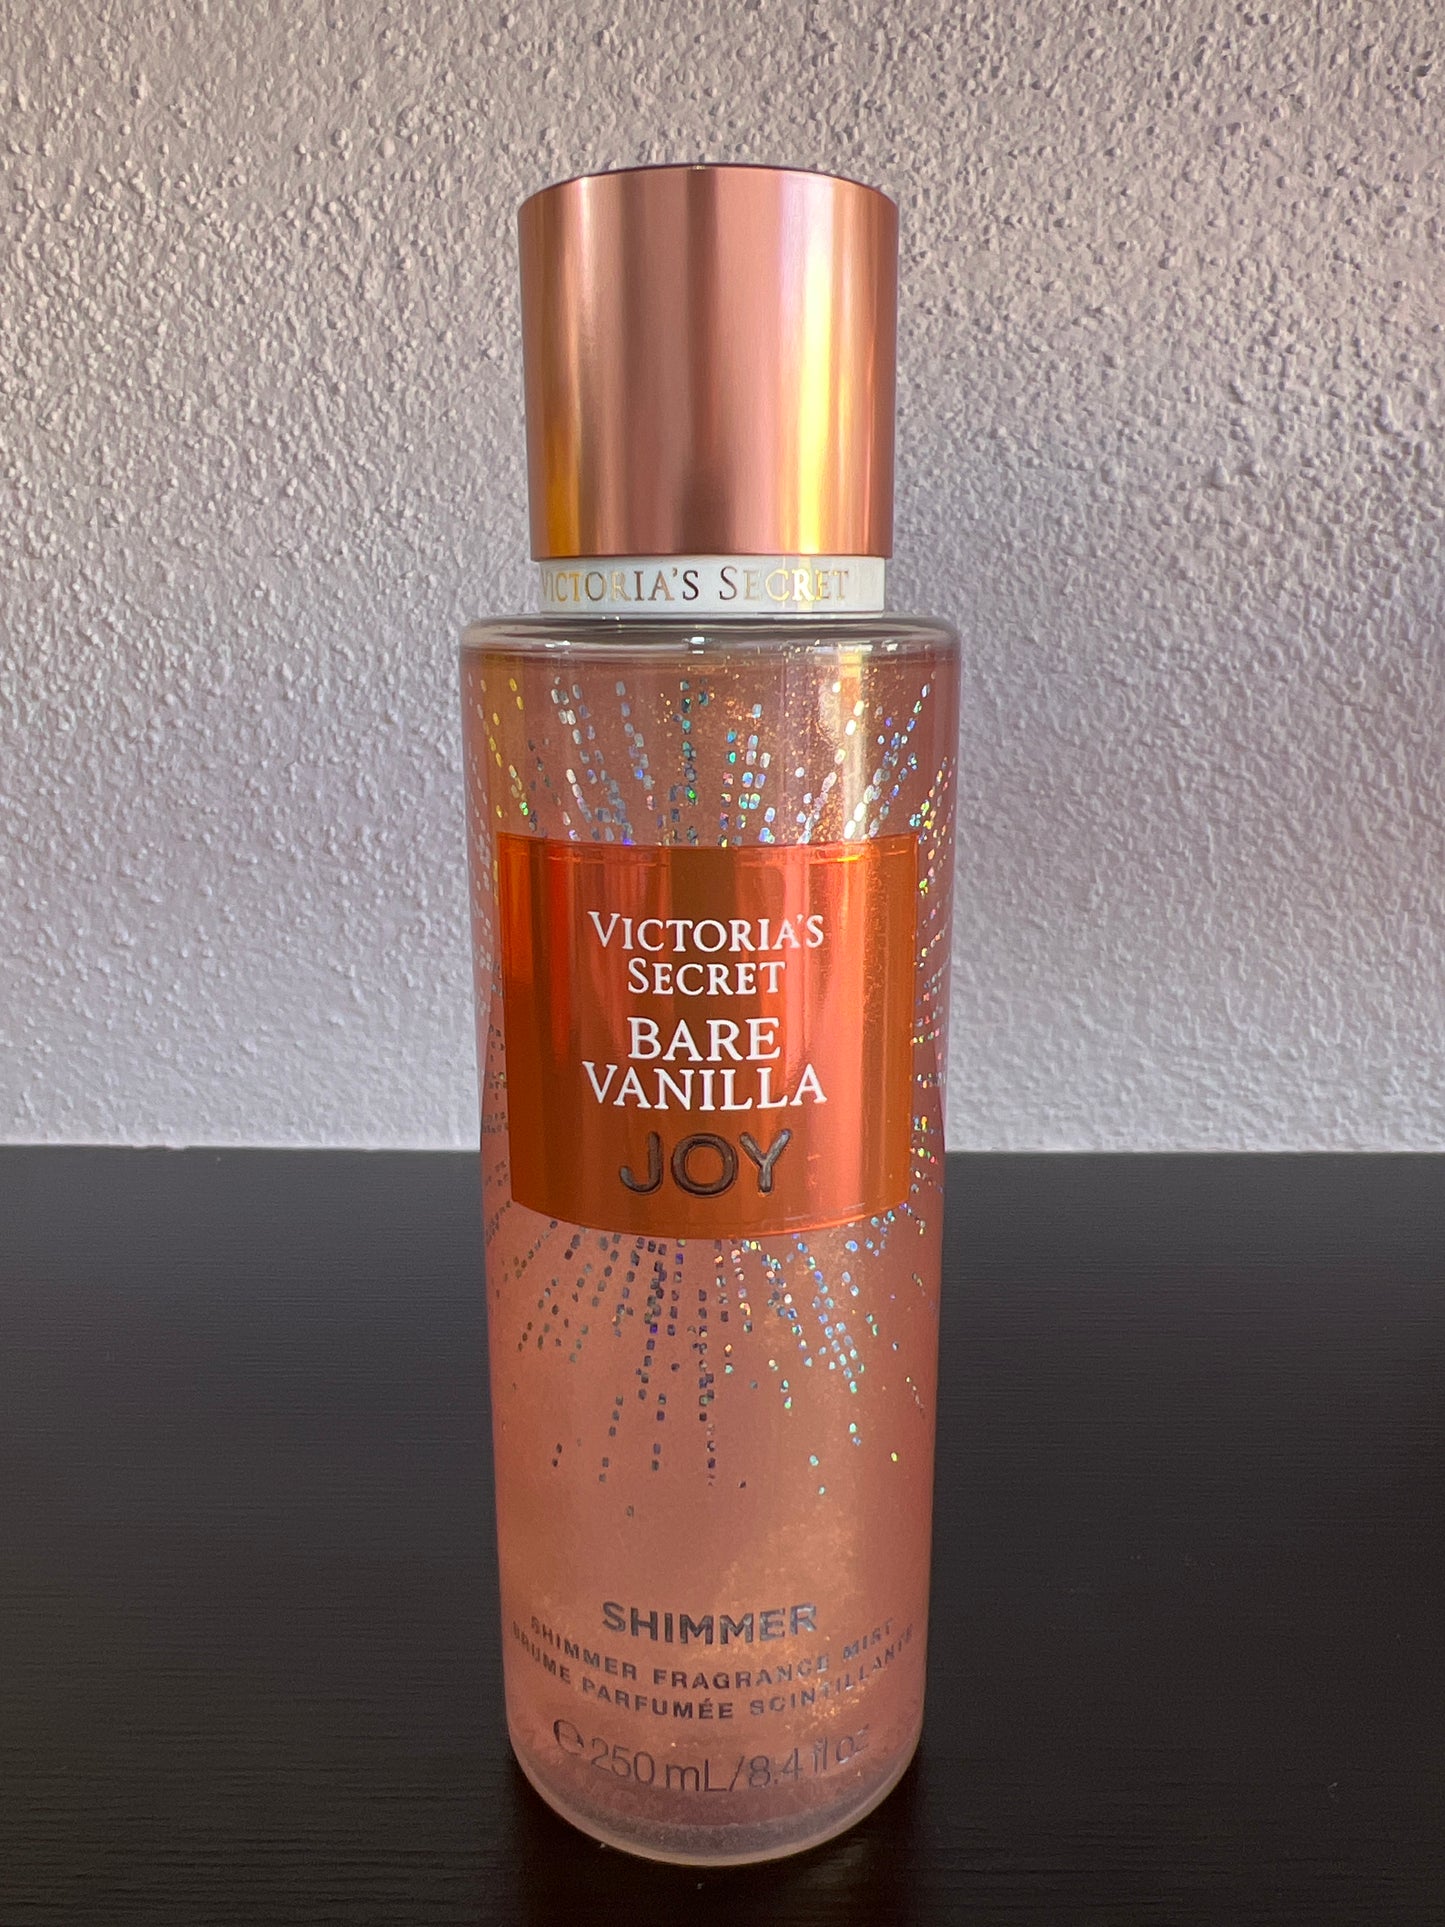 VICTORIA'S SECRET
VICTORIA'S
SECRET
BARE
VANILLA
JOY
SHIMMER
SHIMMER FRAGRANCE MIST
BRUME PARFUMÉE SCINTILLANTE
℮ 250 mL/8.4 fl oz